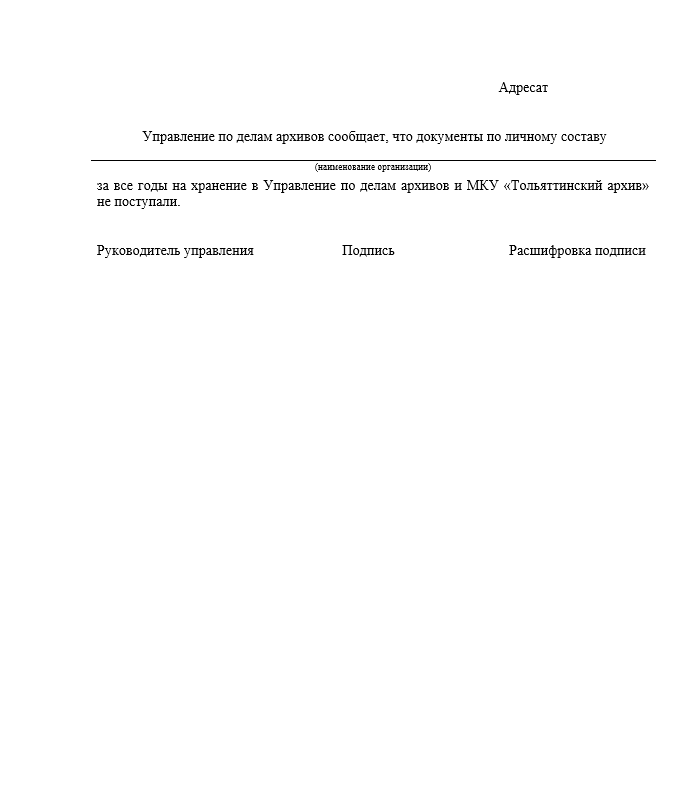 Адресат
Управление по делам архивов сообщает, что документы по личному составу
(наименование организации)
за все годы на хранение в Управление по делам архивов и МКУ «Тольяттинский архив»
не поступали.
Руководитель управления Подпись Расшифровка подписи